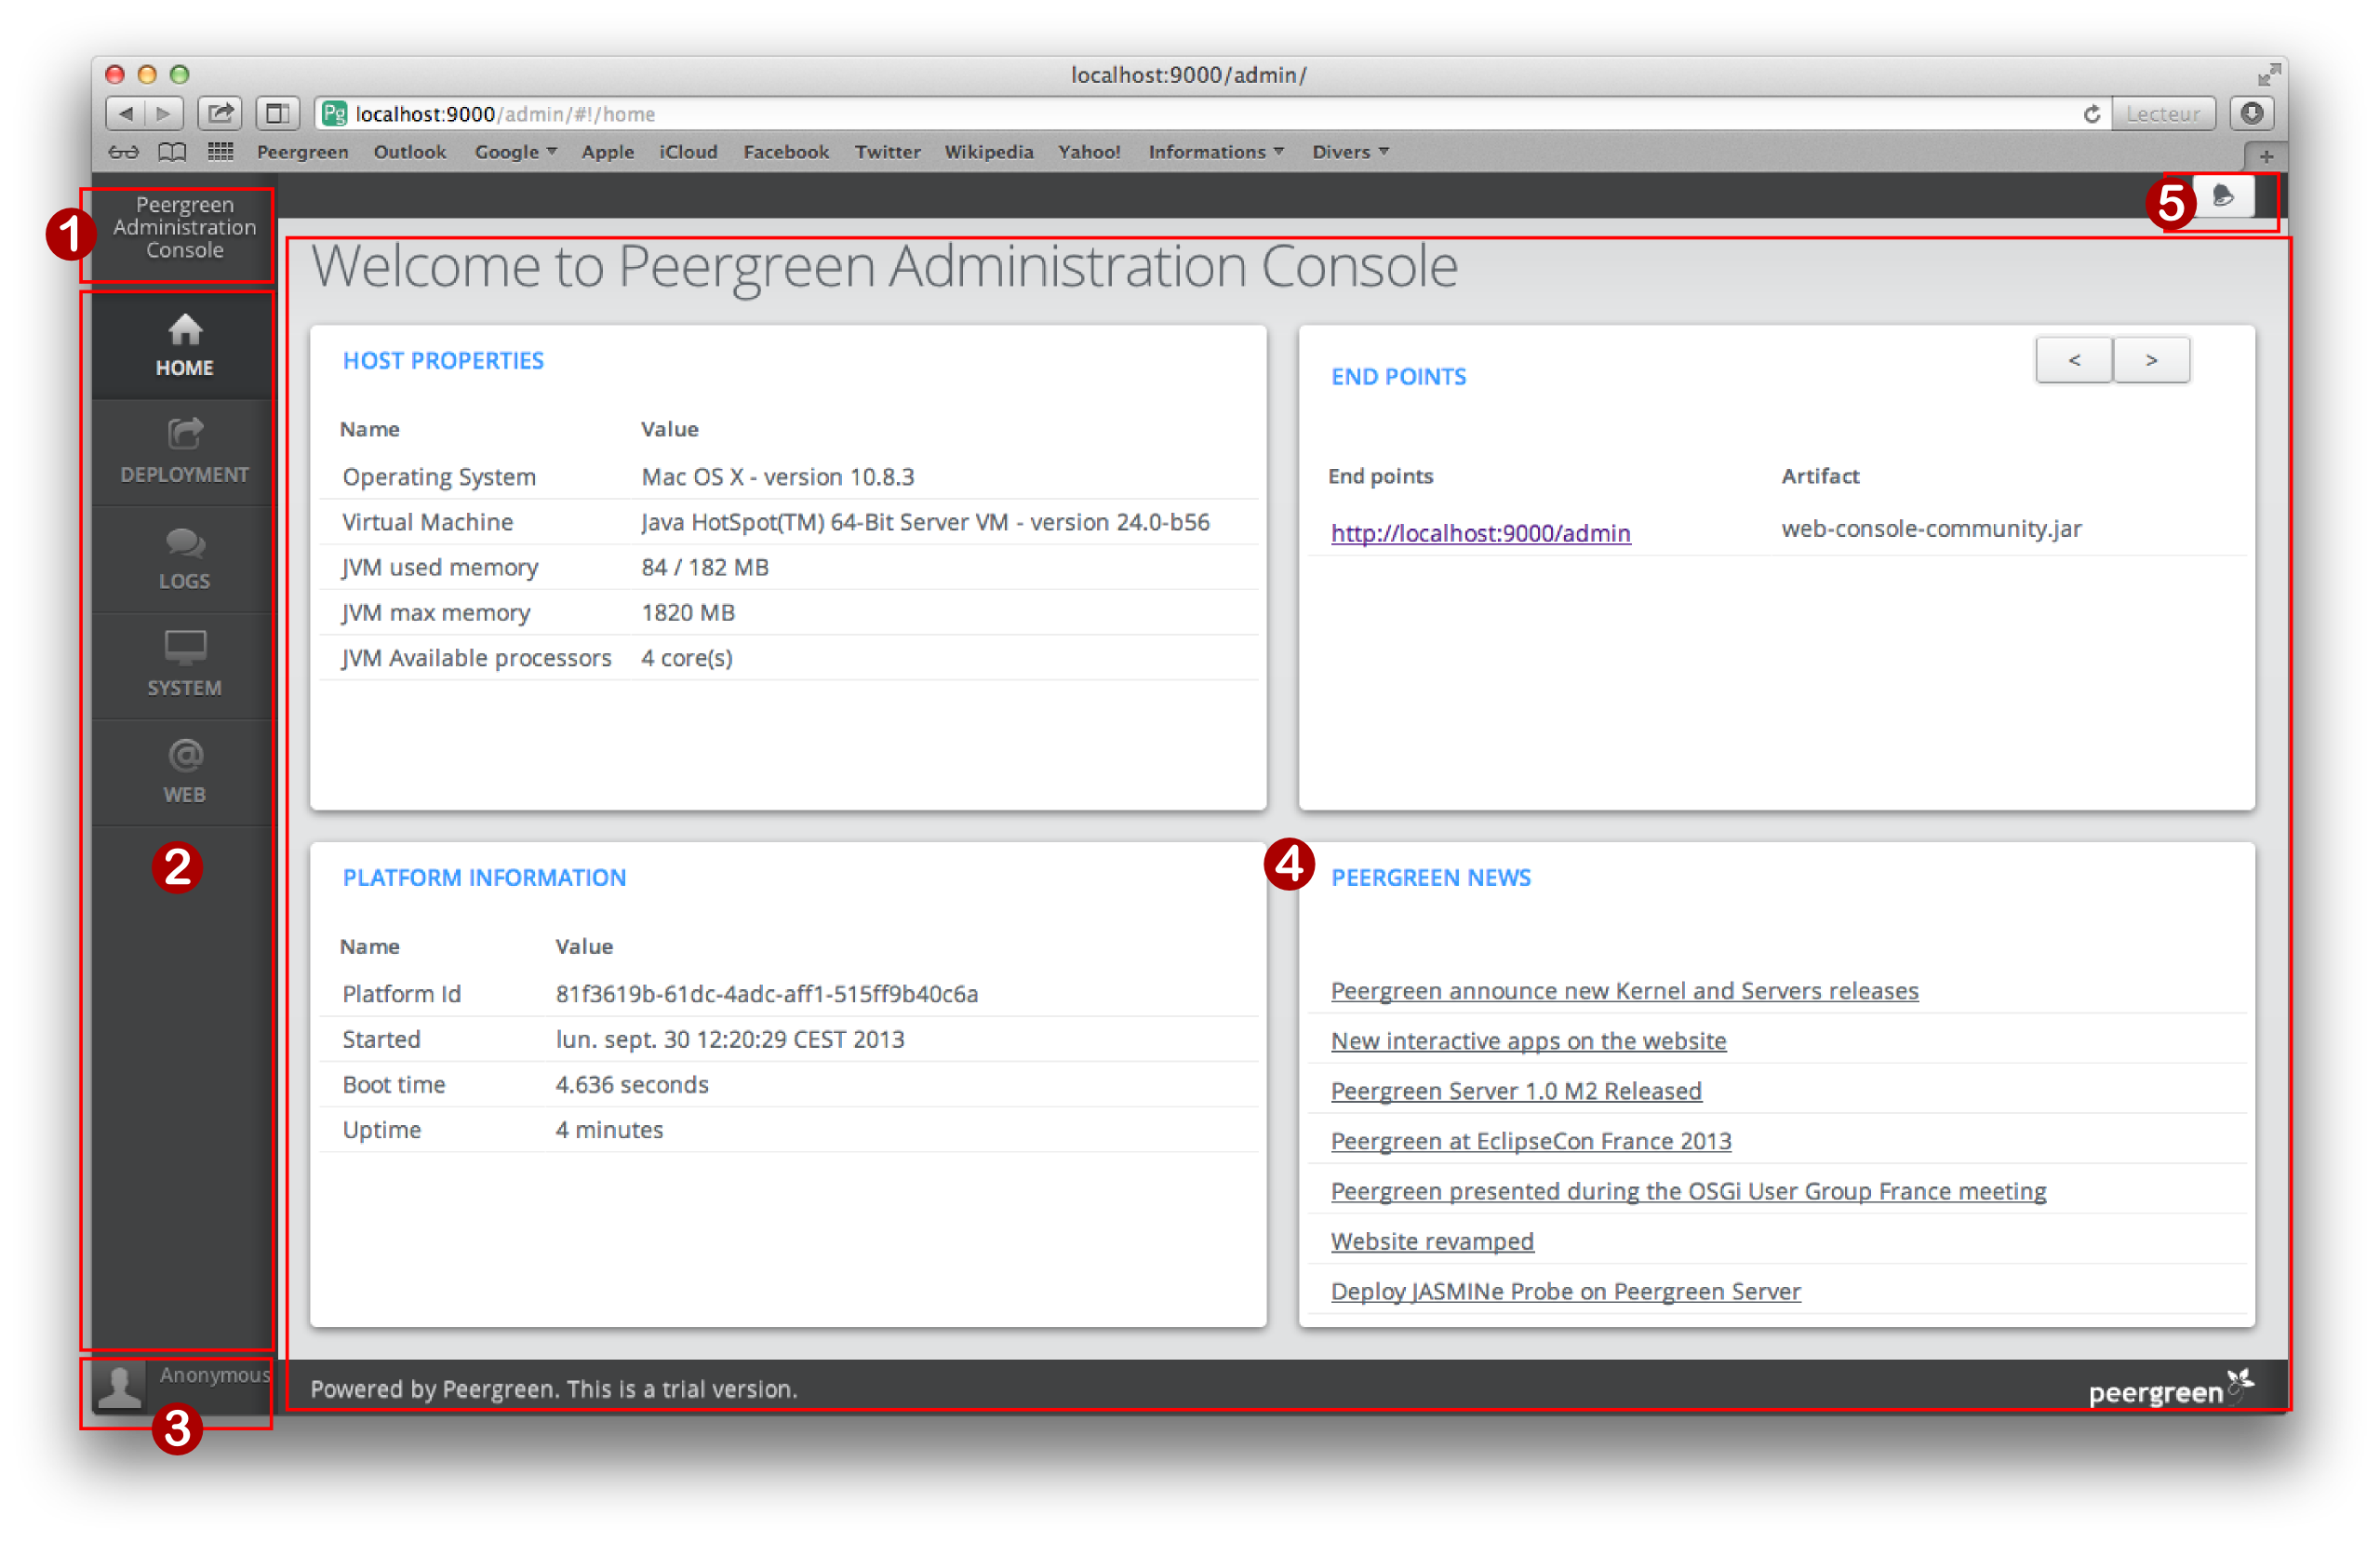 localhost:9000/admin/
Pg localhost:9000/admin/#!/home
Lecteur
Peergreen Outlook Google Apple iCloud Facebook Twitter Wikipedia Yahoo! Informations Divers
1
Peergreen
Administration
Console
5
Welcome to Peergreen Administration Console
HOME
DEPLOYMENT
LOGS
SYSTEM
@
WEB
2
3
Anonymous
HOST PROPERTIES
Name Value
Operating System Mac OS X - version 10.8.3
Virtual Machine Java HotSpot(TM) 64-Bit Server VM - version 24.0-b56
JVM used memory 84 / 182 MB
JVM max memory 1820 MB
JVM Available processors 4 core(s)
END POINTS
< >
End points Artifact
http://localhost:9000/admin web-console-community.jar
PLATFORM INFORMATION
Name Value
Platform Id 81f3619b-61dc-4adc-aff1-515ff9b40c6a
Started lun. sept. 30 12:20:29 CEST 2013
Boot time 4.636 seconds
Uptime 4 minutes
4
PEERGREEN NEWS
Peergreen announce new Kernel and Servers releases
New interactive apps on the website
Peergreen Server 1.0 M2 Released
Peergreen at EclipseCon France 2013
Peergreen presented during the OSGi User Group France meeting
Website revamped
Deploy JASMINe Probe on Peergreen Server
Powered by Peergreen. This is a trial version.
peergreen